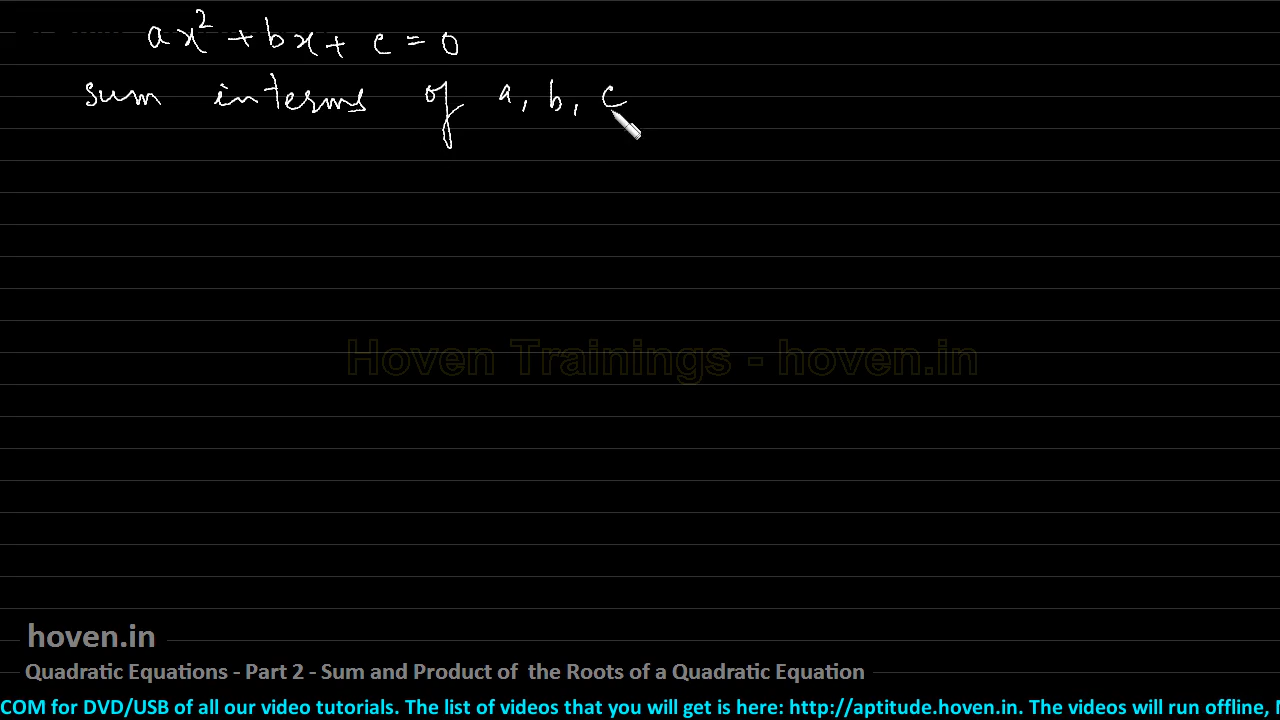 ax² + bx + c = 0
sum interms of a, b, c
Hoven Trainings - hoven.in
hoven.in
Quadratic Equations - Part 2 - Sum and Product of the Roots of a Quadratic Equation
COM for DVD/USB of all our video tutorials. The list of videos that you will get is here: http://aptitude.hoven.in. The videos will run offline,